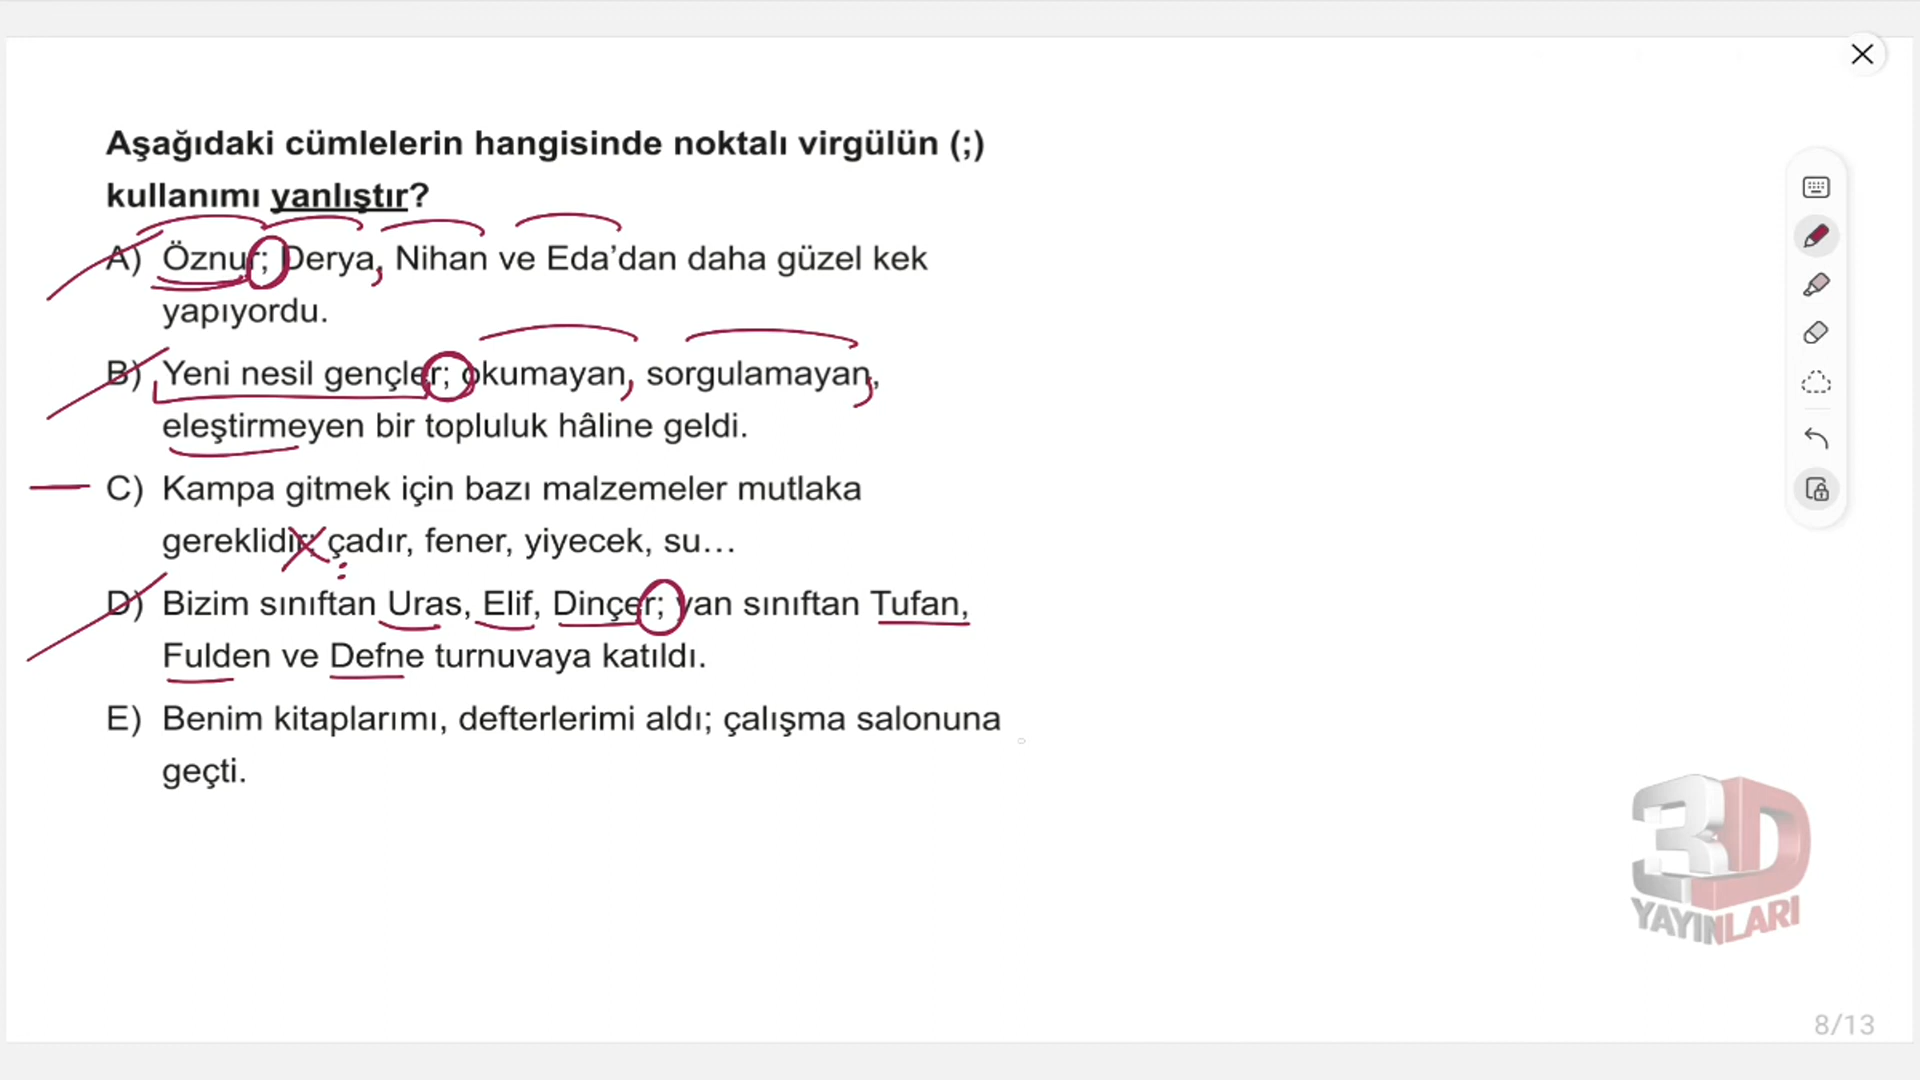 Aşağıdaki cümlelerin hangisinde noktalı virgülün (;)
kullanımı yanlıştır?
A) Öznur; Derya, Nihan ve Eda’dan daha güzel kek
yapıyordu.
B) Yeni nesil gençler; okumayan, sorgulamayan,
eleştirmeyen bir topluluk hâline geldi.
C) Kampa gitmek için bazı malzemeler mutlaka
gereklidir; çadır, fener, yiyecek, su…
D) Bizim sınıftan Uras, Elif, Dinçer; yan sınıftan Tufan,
Fulden ve Defne turnuvaya katıldı.
E) Benim kitaplarımı, defterlerimi aldı; çalışma salonuna
geçti.
3D
YAYINLARI
8/13